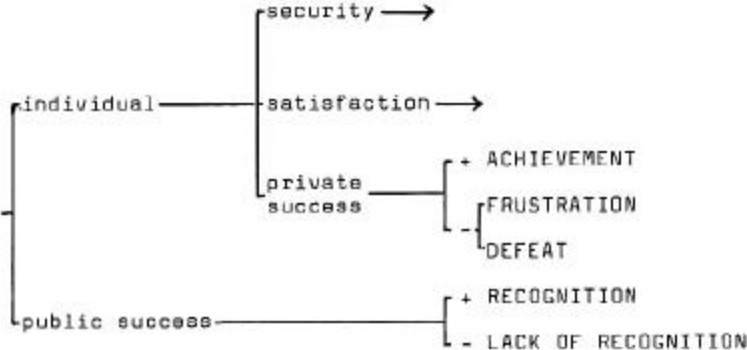 security
individual
satisfaction
private
success
+ ACHIEVEMENT
- FRUSTRATION
DEFEAT
public success
+ RECOGNITION
- LACK OF RECOGNITION